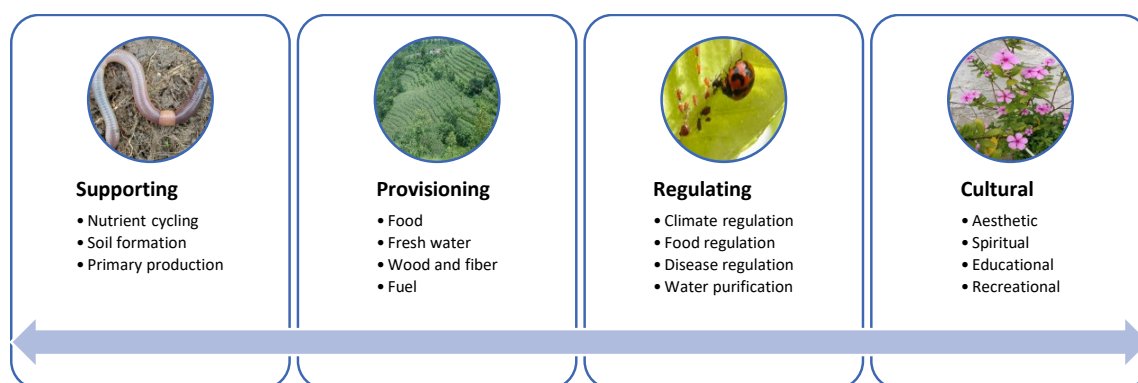 Supporting
• Nutrient cycling
• Soil formation
• Primary production
Provisioning
• Food
• Fresh water
• Wood and fiber
• Fuel
Regulating
• Climate regulation
• Food regulation
• Disease regulation
• Water purification
Cultural
• Aesthetic
• Spiritual
• Educational
• Recreational